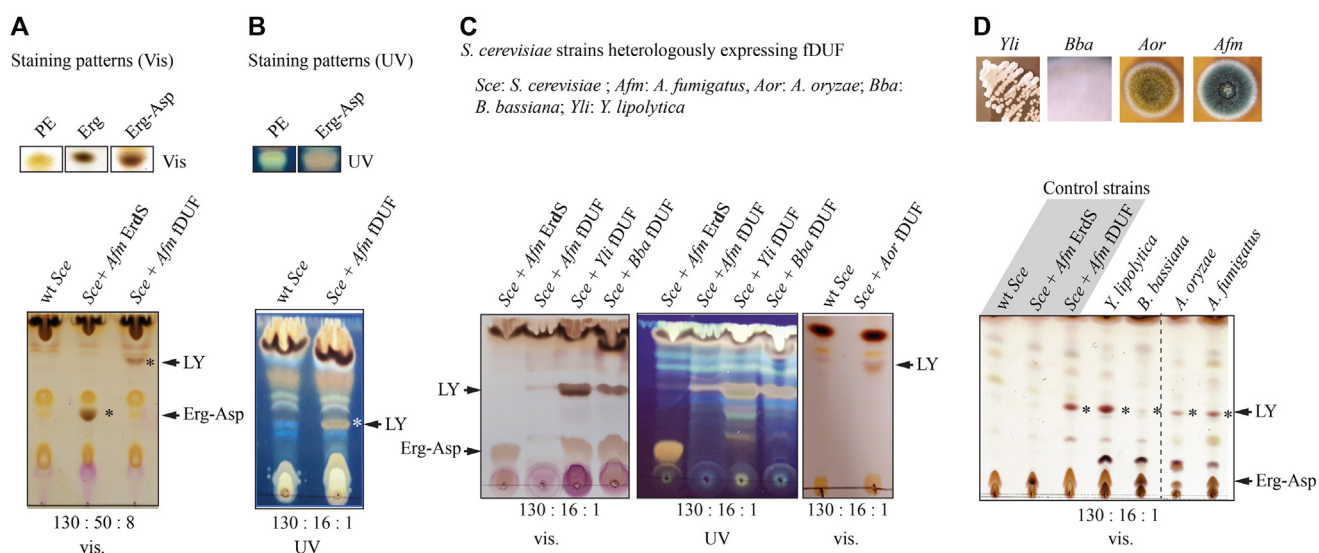 A
Staining patterns (Vis)
PE
Erg
Erg-Asp
Vis
wt Sce
Sce+ Afm ErdS
Sce + Afm fDUF
*
LY
*
Erg-Asp
130 : 50 : 8
vis.
B
Staining patterns (UV)
PE
Erg-Asp
UV
wt Sce
Sce + Afm fDUF
*
LY
130 : 16 : 1
UV
C
S. cerevisiae strains heterologously expressing fDUF
Sce: S. cerevisiae ; Afm: A. fumigatus, Aor: A. oryzae; Bba:
B. bassiana; Yli: Y. lipolytica
Sce + Afm ErdS
Sce + Afm fDUF
Sce + Yli fDUF
Sce + Bba fDUF
Sce + Afm ErdS
Sce + Afm fDUF
Sce + Yli fDUF
Sce + Bba fDUF
wt Sce
Sce + Aor fDUF
LY
LY
Erg-Asp
130 : 16 : 1
130 : 16 : 1
130 : 16 : 1
vis.
UV
vis.
D
Yli
Bba
Aor
Afm
Control strains
wt Sce
Sce + Afm ErdS
Sce + Afm fDUF
Y. lipolytica
B. bassiana
A. oryzae
A. fumigatus
* * * * *
LY
Erg-Asp
130 : 16 : 1
vis.